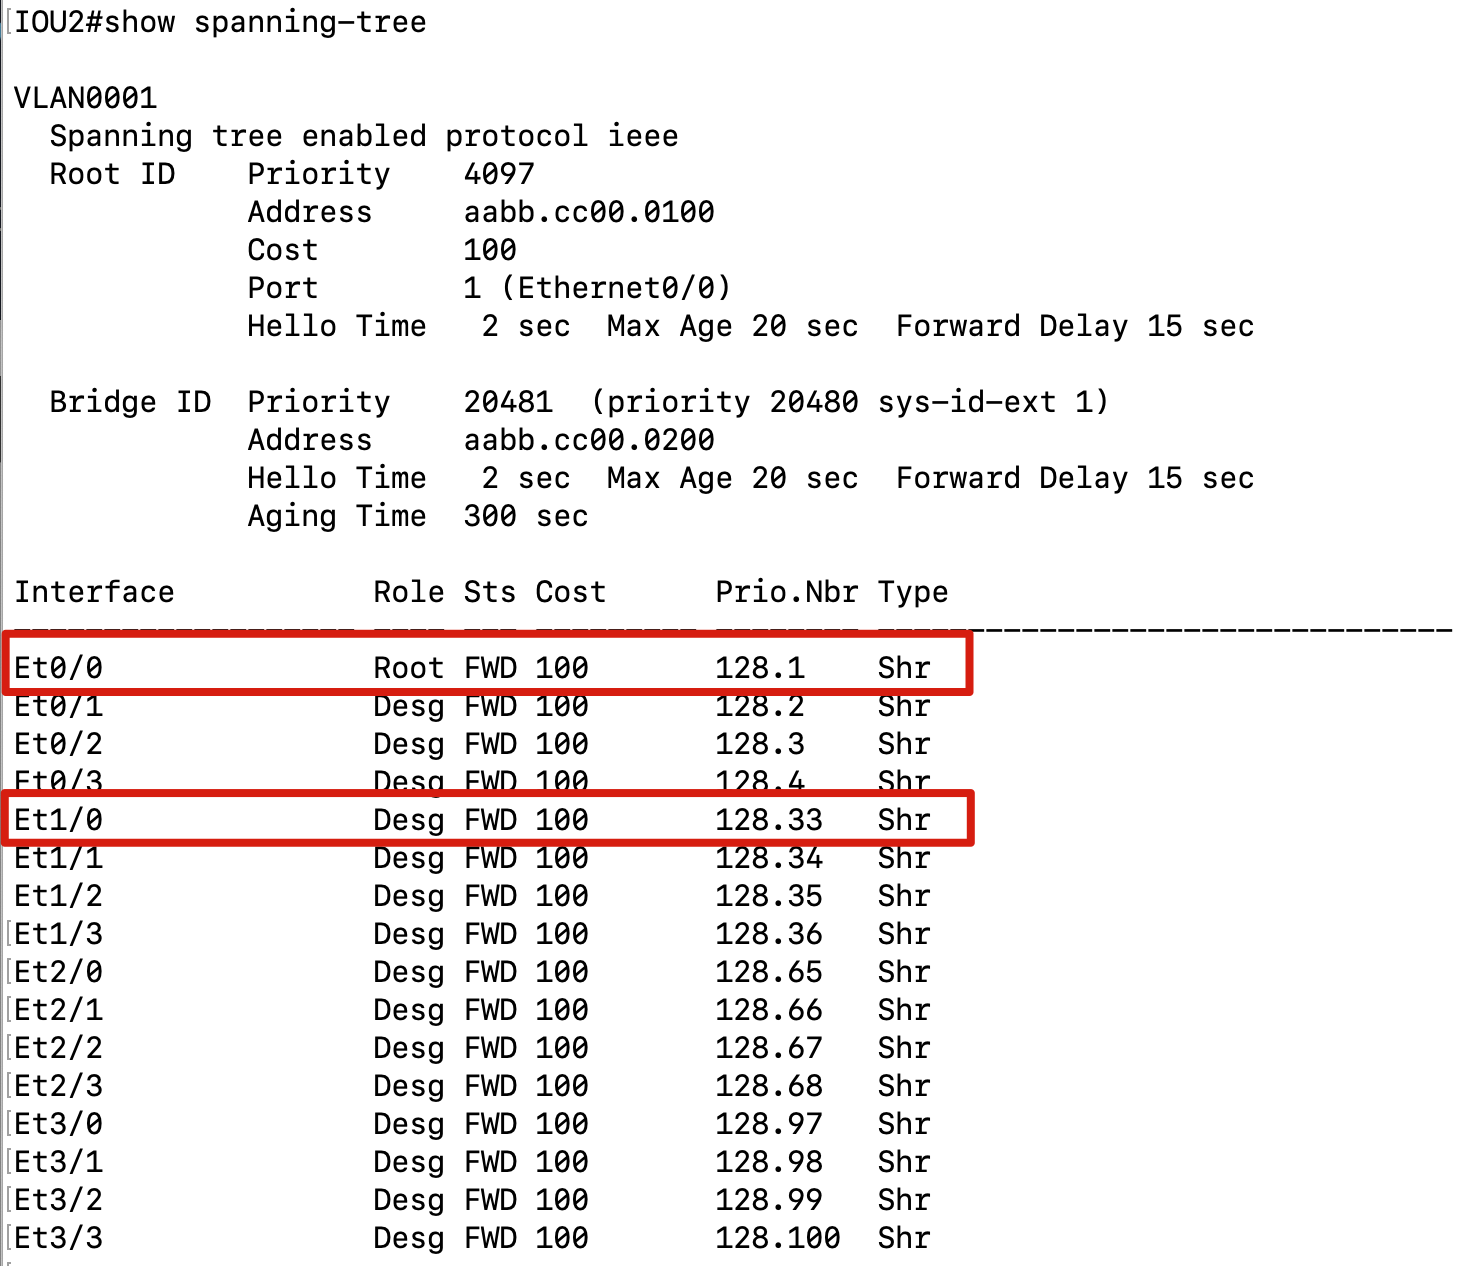 IOU2#show spanning-tree
VLAN0001
  Spanning tree enabled protocol ieee
  Root ID    Priority    4097
             Address     aabb.cc00.0100
             Cost        100
             Port        1 (Ethernet0/0)
             Hello Time   2 sec  Max Age 20 sec  Forward Delay 15 sec
  Bridge ID  Priority    20481  (priority 20480 sys-id-ext 1)
             Address     aabb.cc00.0200
             Hello Time   2 sec  Max Age 20 sec  Forward Delay 15 sec
             Aging Time  300 sec
Interface           Role Sts Cost      Prio.Nbr Type
------------------- ---- --- --------- -------- --------------------------------
Et0/0               Root FWD 100       128.1    Shr
Et0/1               Desg FWD 100       128.2    Shr
Et0/2               Desg FWD 100       128.3    Shr
Et0/3               Desg FWD 100       128.4    Shr
Et1/0               Desg FWD 100       128.33   Shr
Et1/1               Desg FWD 100       128.34   Shr
Et1/2               Desg FWD 100       128.35   Shr
Et1/3               Desg FWD 100       128.36   Shr
Et2/0               Desg FWD 100       128.65   Shr
Et2/1               Desg FWD 100       128.66   Shr
Et2/2               Desg FWD 100       128.67   Shr
Et2/3               Desg FWD 100       128.68   Shr
Et3/0               Desg FWD 100       128.97   Shr
Et3/1               Desg FWD 100       128.98   Shr
Et3/2               Desg FWD 100       128.99   Shr
Et3/3               Desg FWD 100       128.100  Shr